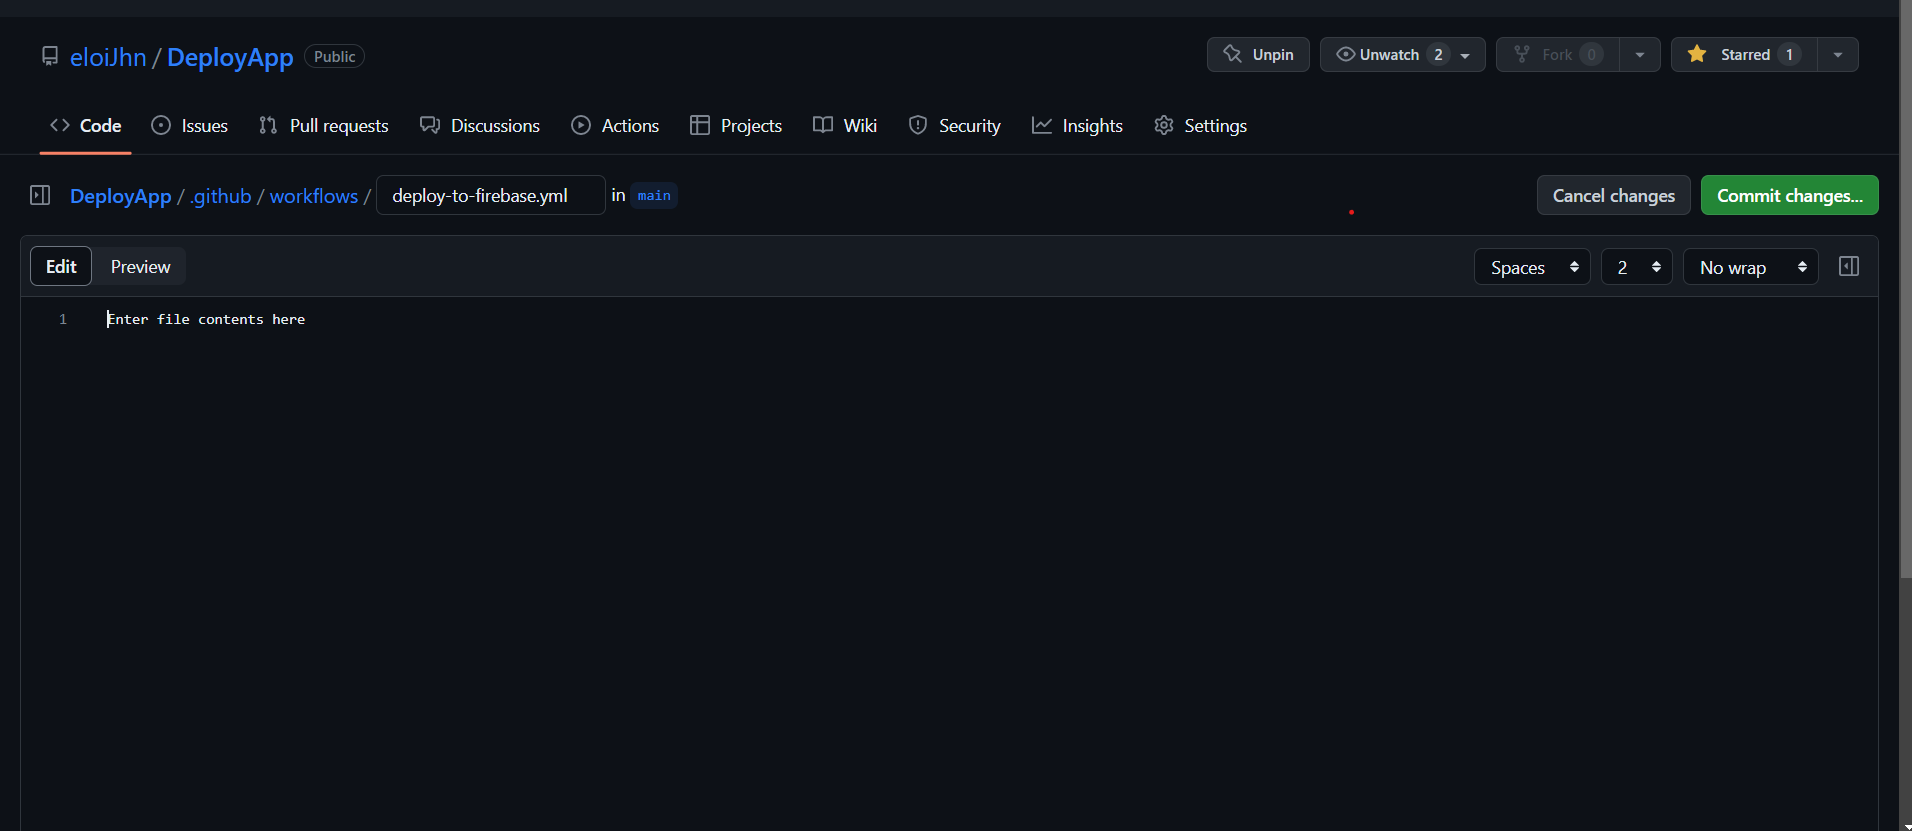 eloiJhn / DeployApp Public Unpin Unwatch 2 Fork 0 Starred 1
Code Issues Pull requests Discussions Actions Projects Wiki Security Insights Settings
DeployApp / .github / workflows / deploy-to-firebase.yml in main Cancel changes Commit changes...
Edit Preview Spaces 2 No wrap
1 Enter file contents here